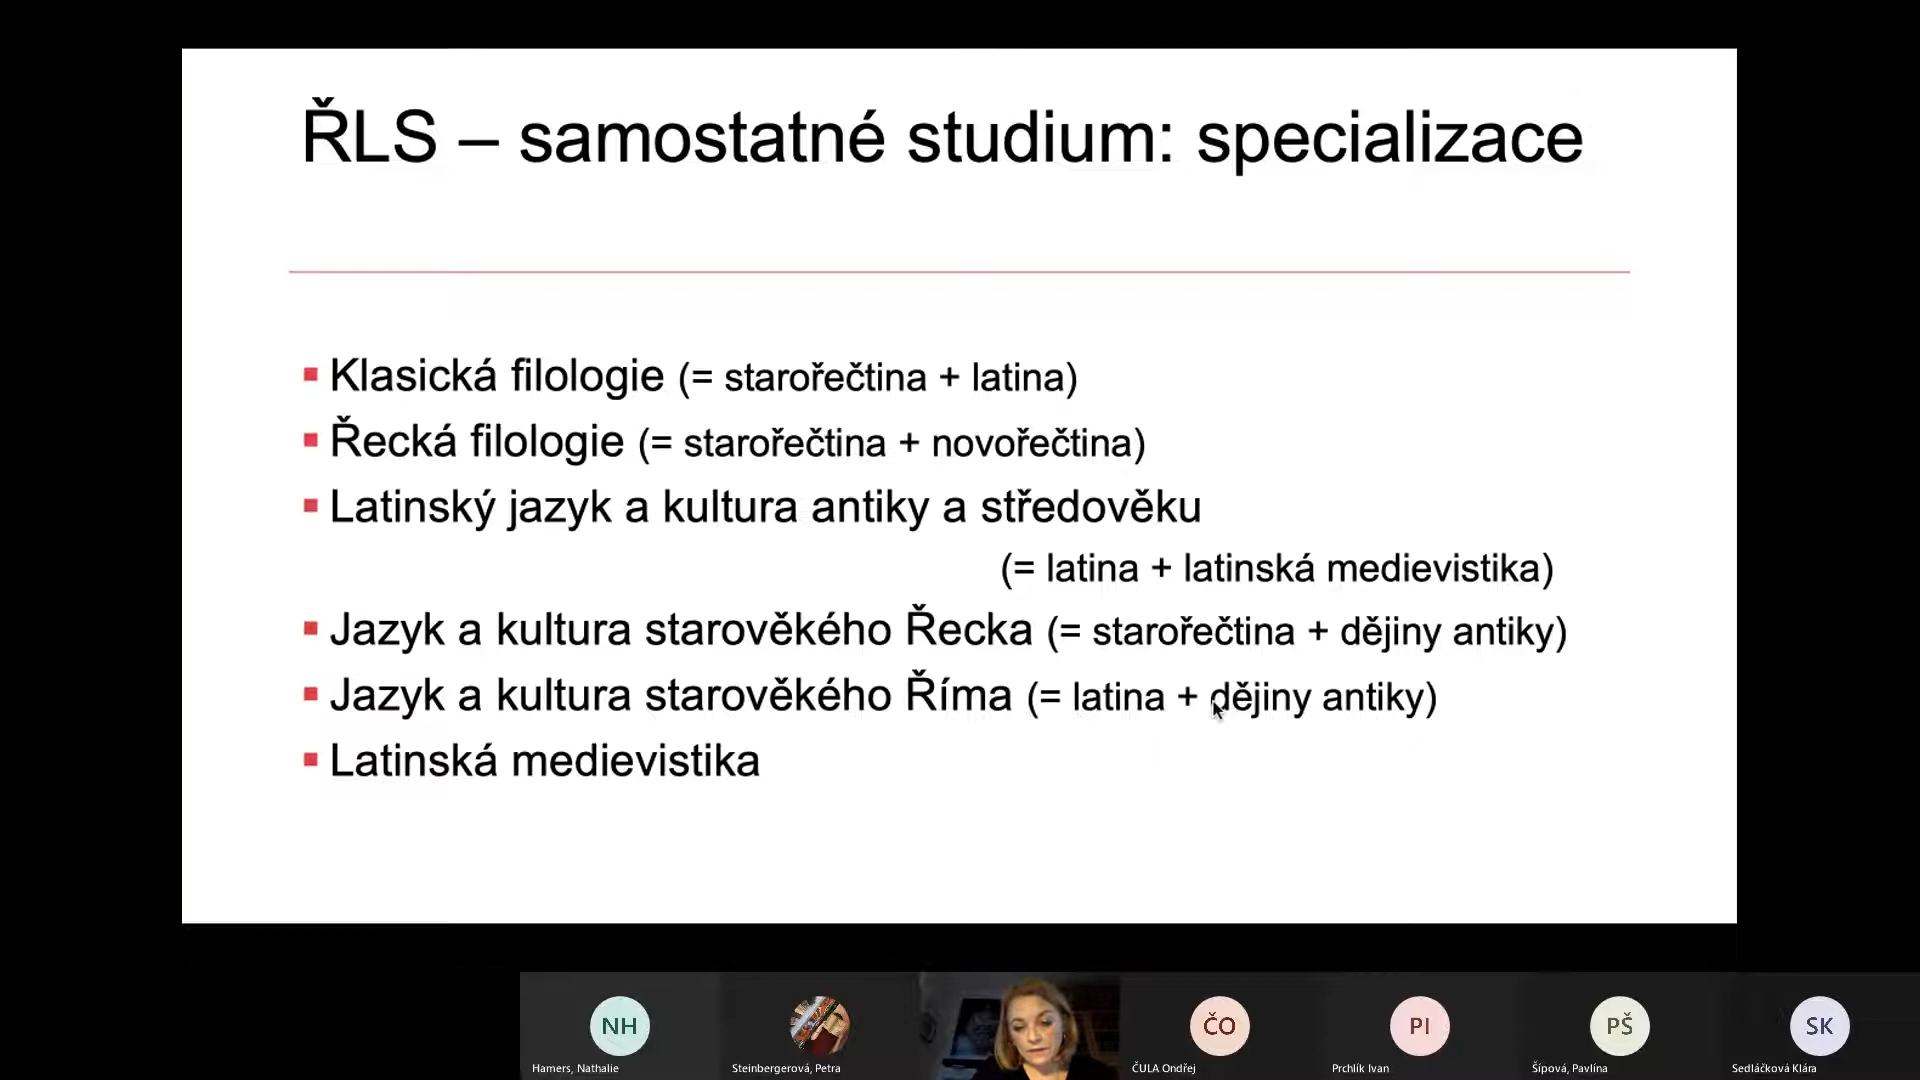 ŘLS – samostatné studium: specializace
Klasická filologie (= starořečtina + latina)
Řecká filologie (= starořečtina + novořečtina)
Latinský jazyk a kultura antiky a středověku
(= latina + latinská medievistika)
Jazyk a kultura starověkého Řecka (= starořečtina + dějiny antiky)
Jazyk a kultura starověkého Říma (= latina + dějiny antiky)
Latinská medievistika
NH ČO PI PŠ SK
Hamers, Nathalie Steinbergerová, Petra ČULA Ondřej Prchlík Ivan Šípová, Pavlína Sedláčková Klára